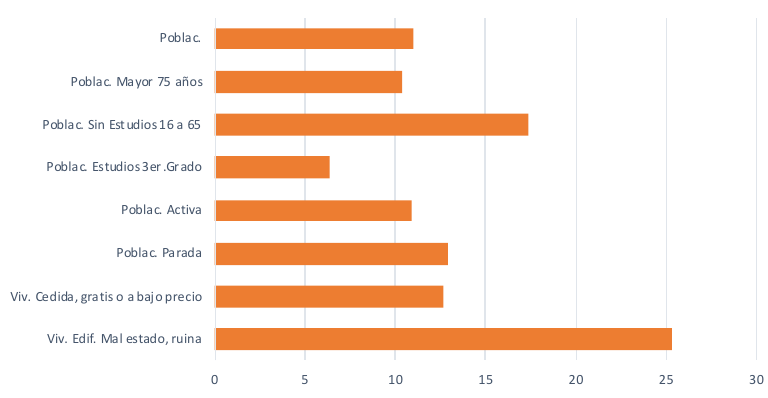 Poblac.
Poblac. Mayor 75 años
Poblac. Sin Estudios 16 a 65
Poblac. Estudios 3er.Grado
Poblac. Activa
Poblac. Parada
Viv. Cedida, gratis o a bajo precio
Viv. Edif. Mal estado, ruina
0 5 10 15 20 25 30